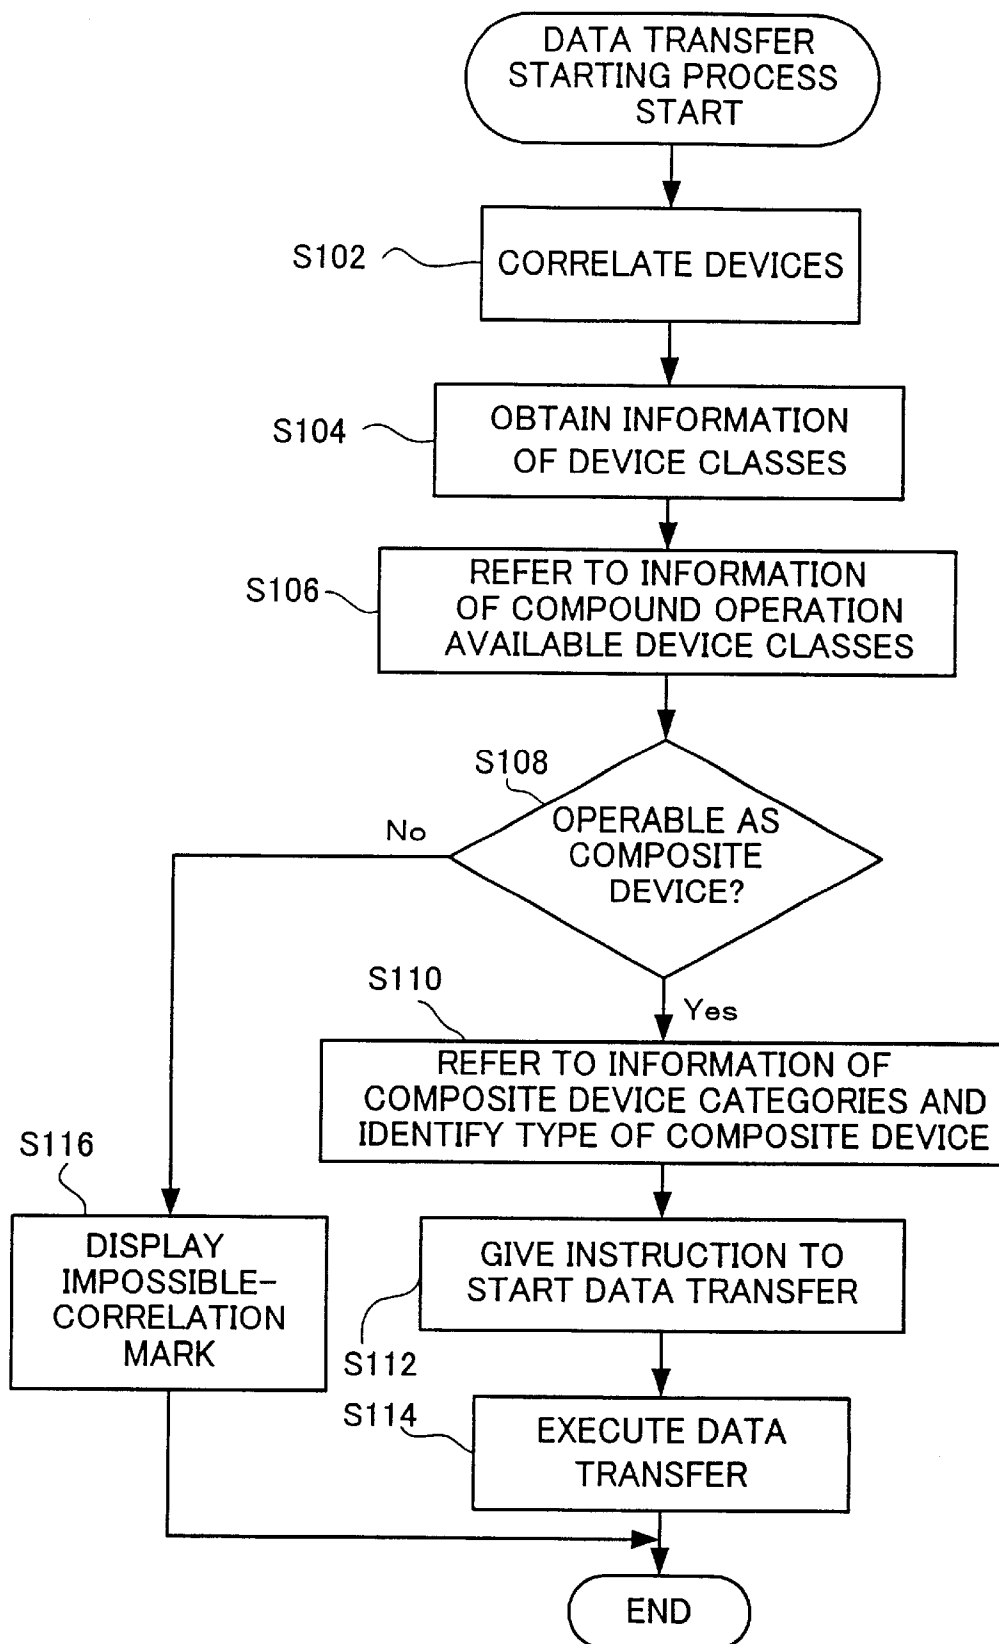 DATA TRANSFER
STARTING PROCESS
START
S102
CORRELATE DEVICES
S104
OBTAIN INFORMATION
OF DEVICE CLASSES
S106
REFER TO INFORMATION
OF COMPOUND OPERATION
AVAILABLE DEVICE CLASSES
S108
OPERABLE AS
COMPOSITE
DEVICE?
No
Yes
S110
REFER TO INFORMATION OF
COMPOSITE DEVICE CATEGORIES AND
IDENTIFY TYPE OF COMPOSITE DEVICE
S116
DISPLAY
IMPOSSIBLE-
CORRELATION
MARK
GIVE INSTRUCTION TO
START DATA TRANSFER
S112
S114
EXECUTE DATA
TRANSFER
END